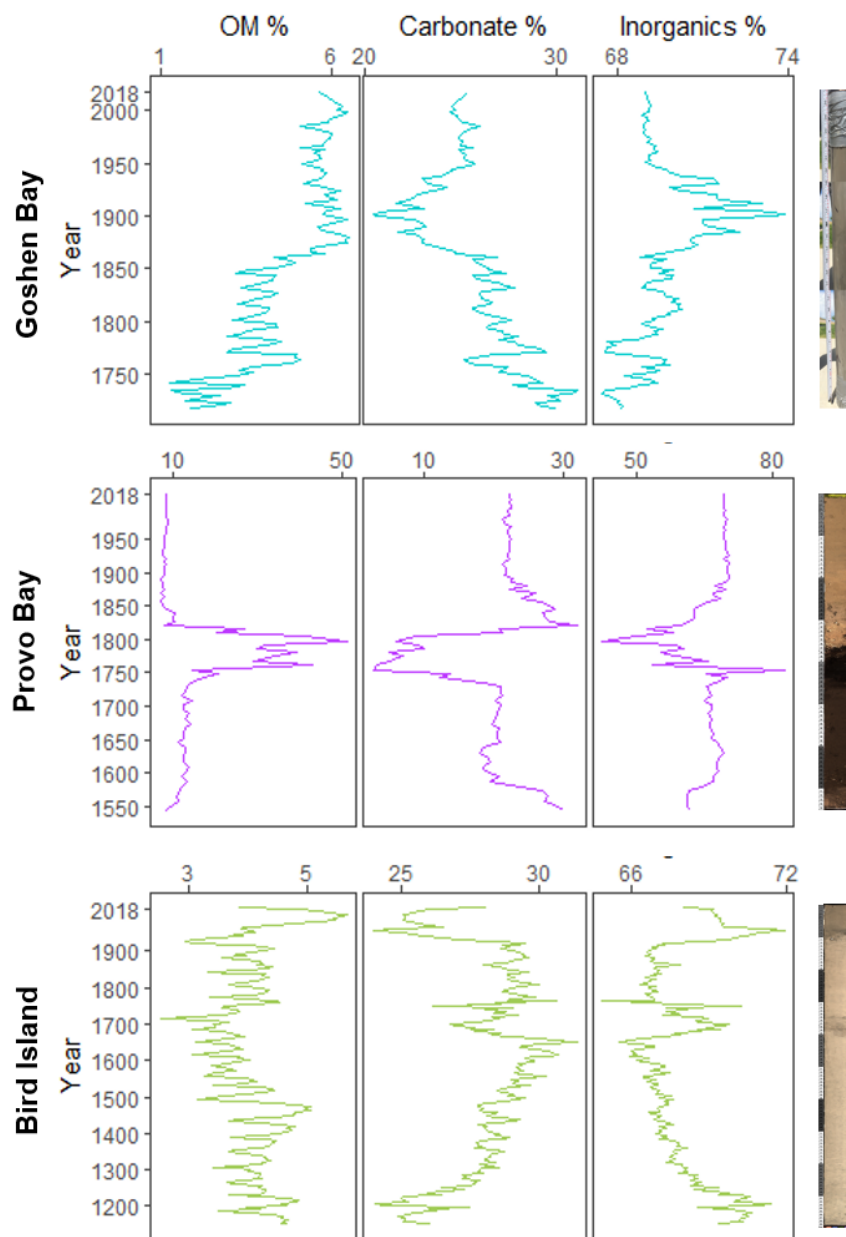 OM % Carbonate % Inorganics %
1 6 20 30 68 74
2018
2000
1950
1900
1850
1800
1750
Year
Goshen Bay
10 50 10 30 50 80
2018
1950
1900
1850
1800
1750
1700
1650
1600
1550
Year
Provo Bay
3 5 25 30 66 72
2018
1900
1800
1700
1600
1500
1400
1300
1200
Year
Bird Island